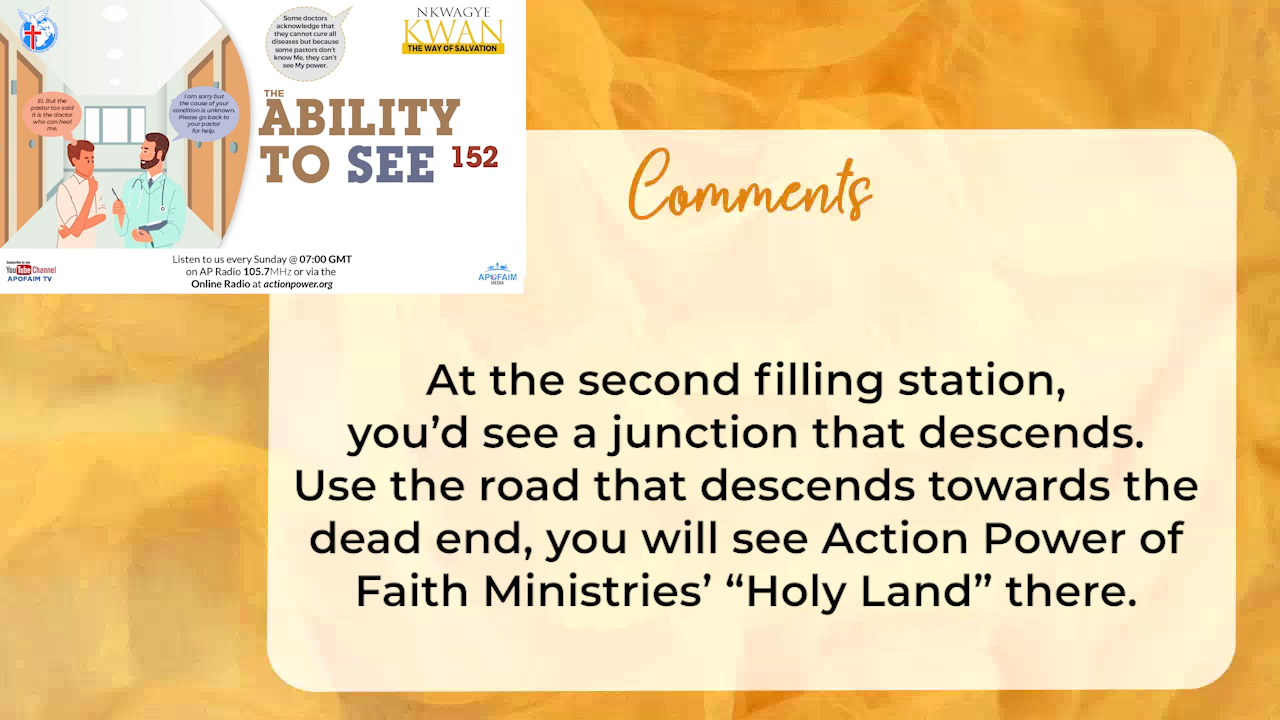 Some doctors
acknowledge that
they cannot cure all
diseases but because
some pastors don't
know Me, they can't
see My power.
NKWAGYE
KWAN
THE WAY OF SALVATION
Ei. But the
pastor too said
it is the doctor
who can heal
me.
I am sorry but
the cause of your
condition is unknown.
Please go back to
your pastor
for help.
THE
ABILITY
TO SEE 152
Listen to us every Sunday @ 07:00 GMT
on AP Radio 105.7MHz or via the
Online Radio at actionpower.org
Subscribe to our
YouTube Channel
APOFAIM TV
APOFAIM
MEDIA
Comments
At the second filling station,
you’d see a junction that descends.
Use the road that descends towards the
dead end, you will see Action Power of
Faith Ministries’ “Holy Land” there.